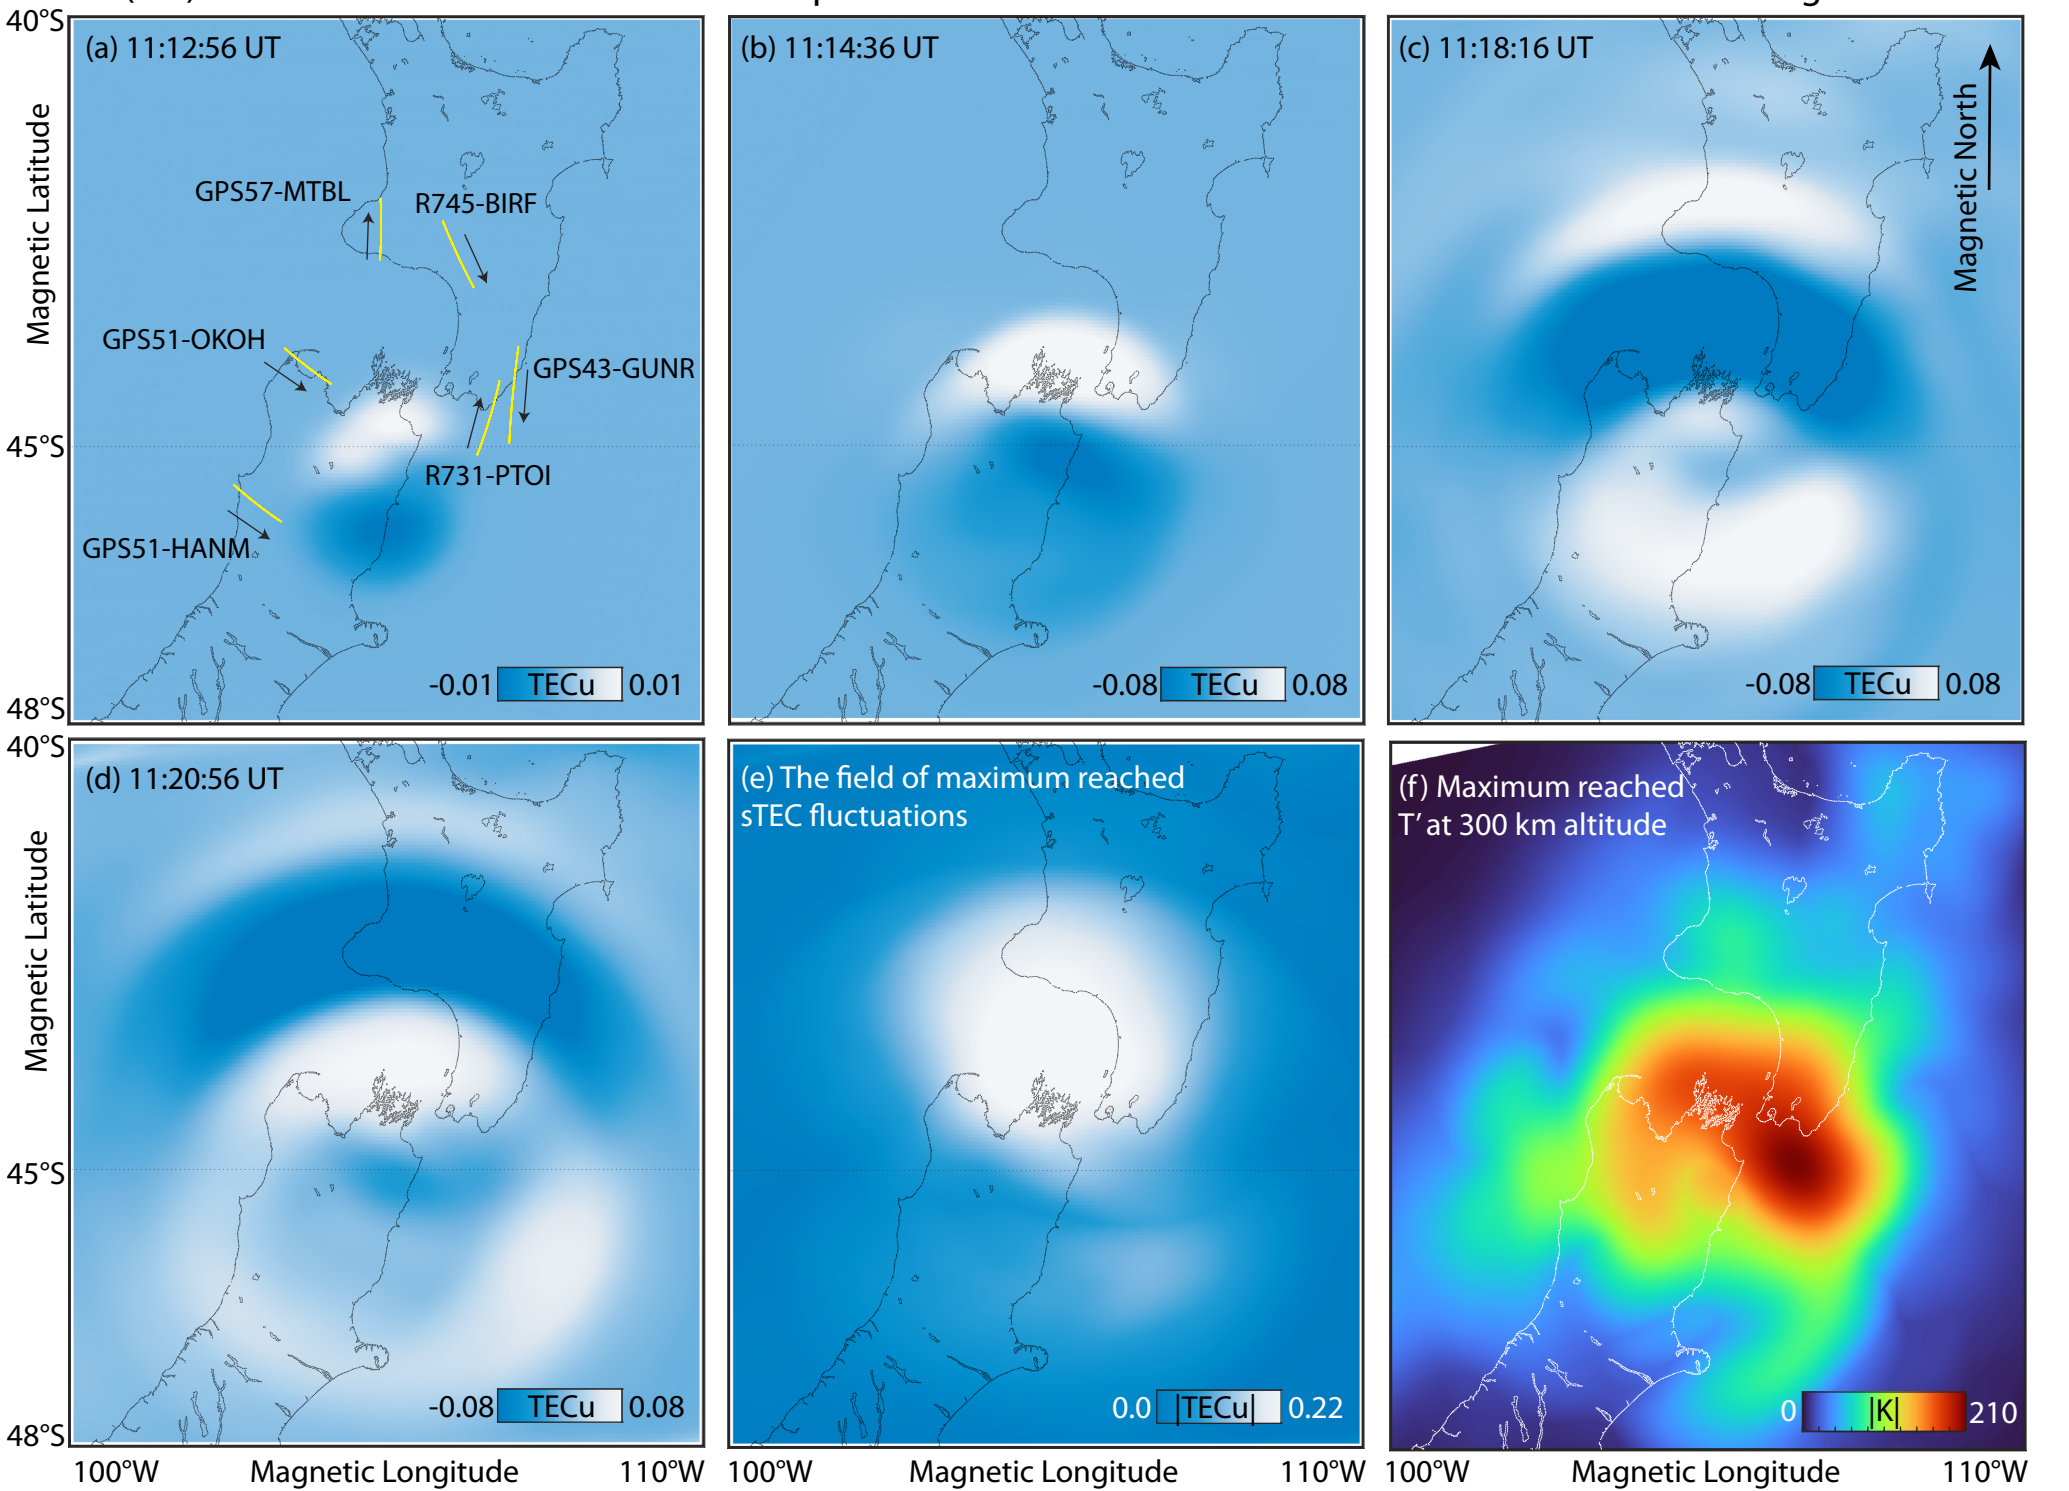 40°S
(a) 11:12:56 UT
(b) 11:14:36 UT
(c) 11:18:16 UT
Magnetic Latitude
Magnetic North
GPS57-MTBL
R745-BIRF
GPS51-OKOH
GPS43-GUNR
45°S
R731-PTOI
GPS51-HANM
-0.01 TECu 0.01
-0.08 TECu 0.08
-0.08 TECu 0.08
48°S
40°S
(d) 11:20:56 UT
(e) The field of maximum reached
sTEC fluctuations
(f) Maximum reached
T' at 300 km altitude
Magnetic Latitude
45°S
-0.08 TECu 0.08
0.0 |TECu| 0.22
0 |K| 210
48°S
100°W Magnetic Longitude 110°W
100°W Magnetic Longitude 110°W
100°W Magnetic Longitude 110°W